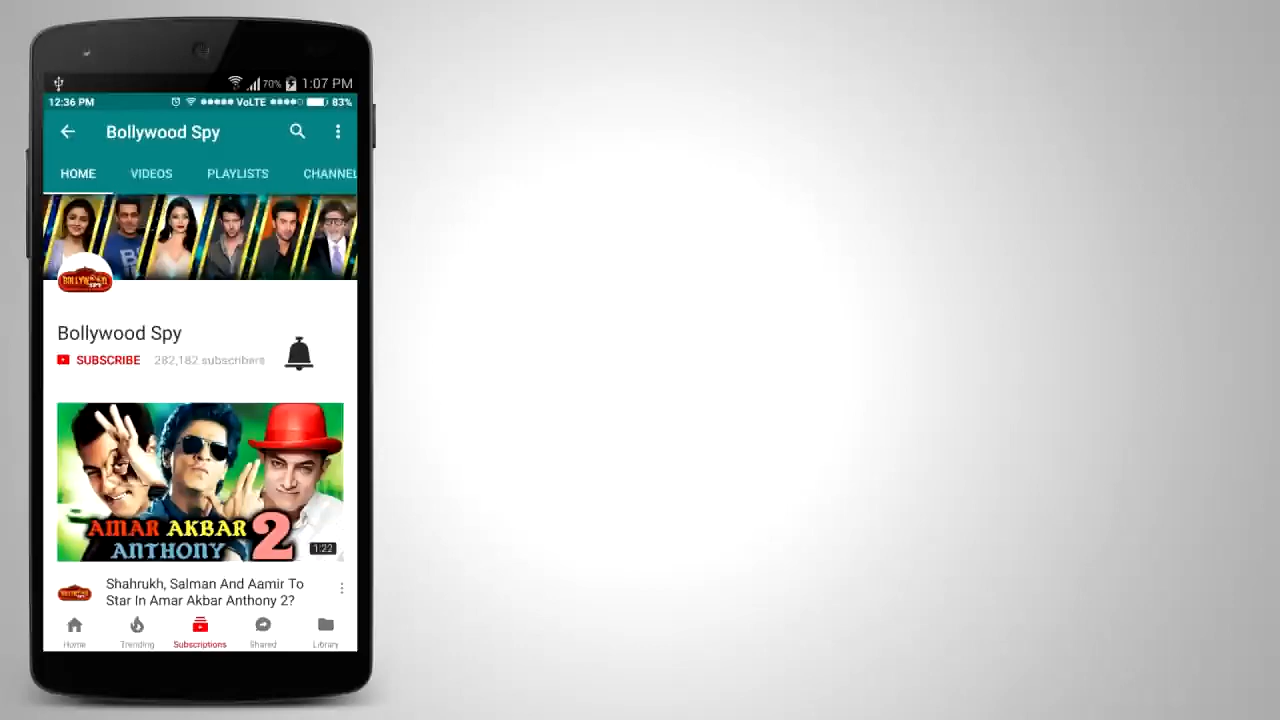 70% 1:07 PM
12:36 PM VoLTE 83%
Bollywood Spy
HOME VIDEOS PLAYLISTS CHANNEL
BOLLYWOOD
SPY
Bollywood Spy
SUBSCRIBE 282,182 subscribers
AMAR AKBAR
ANTHONY 2
1:22
Shahrukh, Salman And Aamir To
Star In Amar Akbar Anthony 2?
Home Trending Subscriptions Shared Library